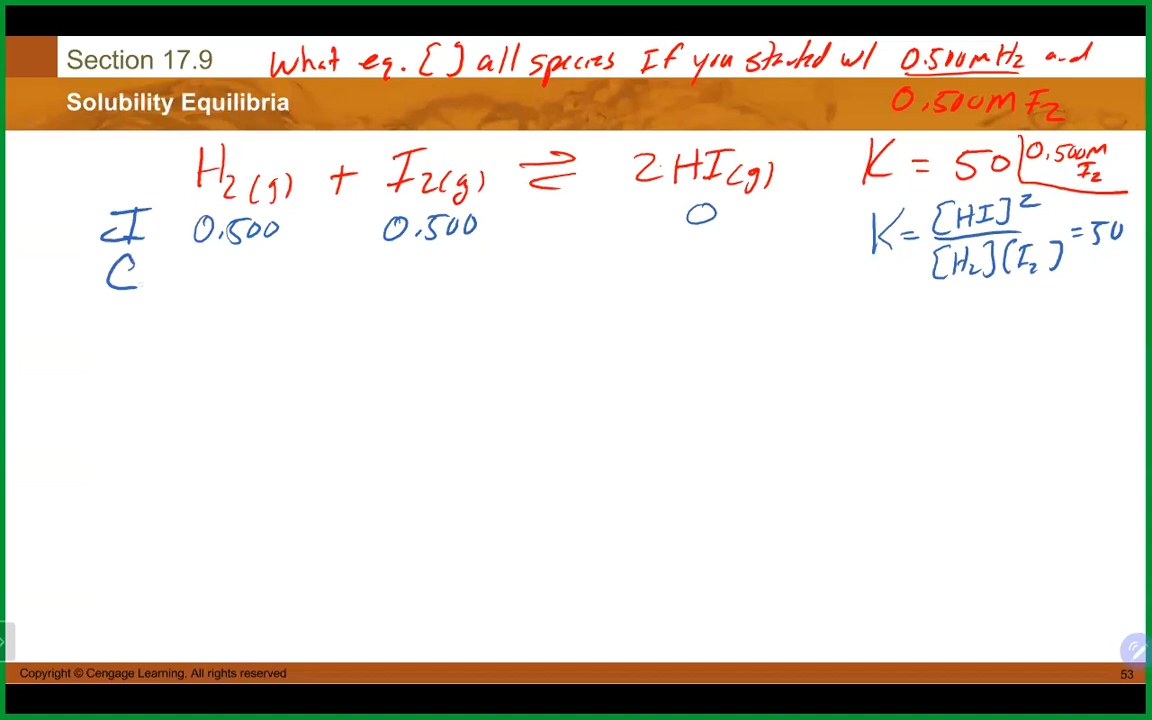 Section 17.9
What eq. [ ] all species If you started w/ 0.500M H2 and
0.500M I2
Solubility Equilibria
H2(g) + I2(g) ⇌ 2HI(g)
K = 50
0.500M
I2
I 0.500 0.500 0
K = [HI]^2 / [H2](I2) = 50
C
Copyright © Cengage Learning. All rights reserved
53